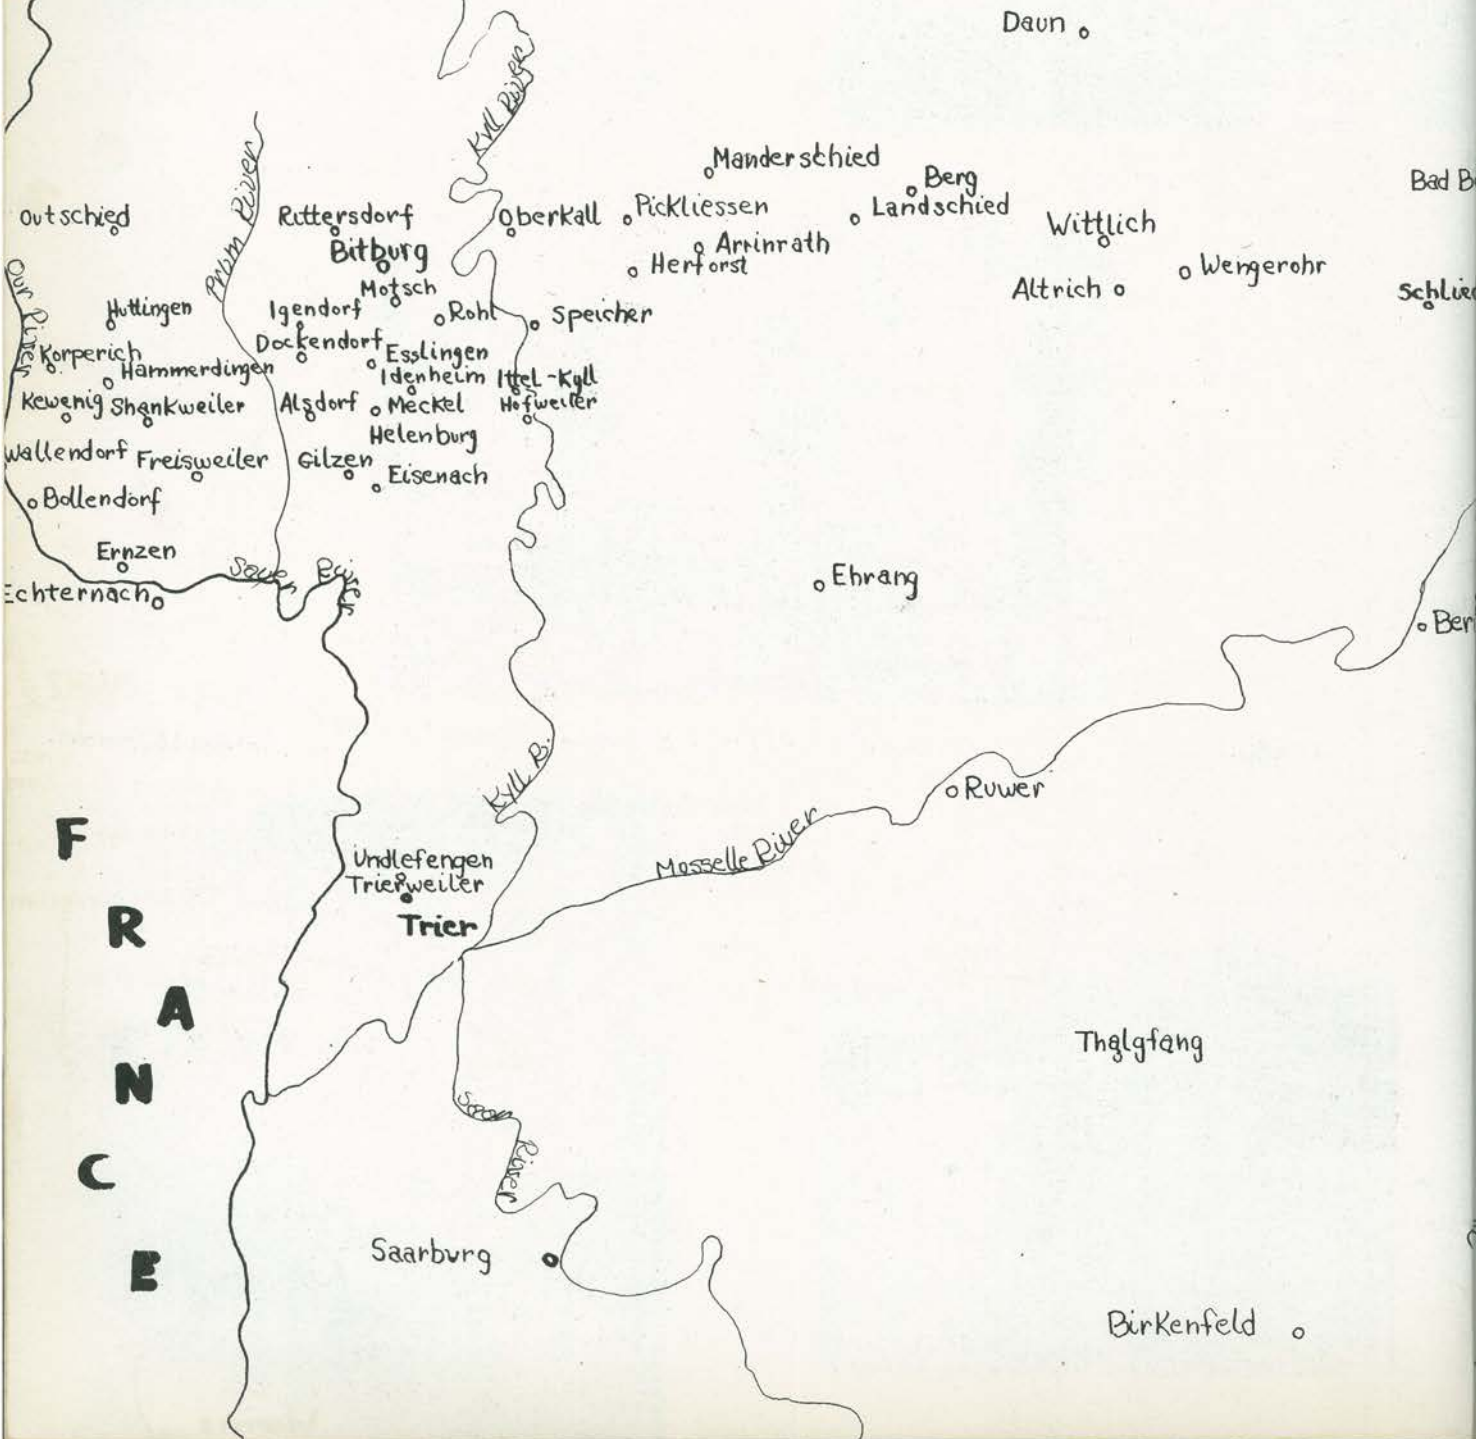 Daun
Kyll River
Manderschied
Berg
Bad B
Prum River
Outschied
Rittersdorf
Oberkall
Pickliessen
Landschied
Wittlich
Bitburg
Arrinrath
Herforst
Wengerohr
Our River
Motsch
Altrich
Schlie
Huttingen
Igendorf
Rohl
Speicher
Dockendorf
Esslingen
Korperich
Hammerdingen
Idenheim
Ittel-Kyll
Kewenig
Shankweiler
Alsdorf
Meckel
Hofweiler
Helenburg
Wallendorf
Freisweiler
Gilzen
Eisenach
Bollendorf
Ernzen
Sauer River
Echternach
Ehrang
Ber
Kyll R.
Ruwer
FRANCE
Mosselle River
Undlefengen
Trierweiler
Trier
Thalgfang
Saar River
Saarburg
Birkenfeld